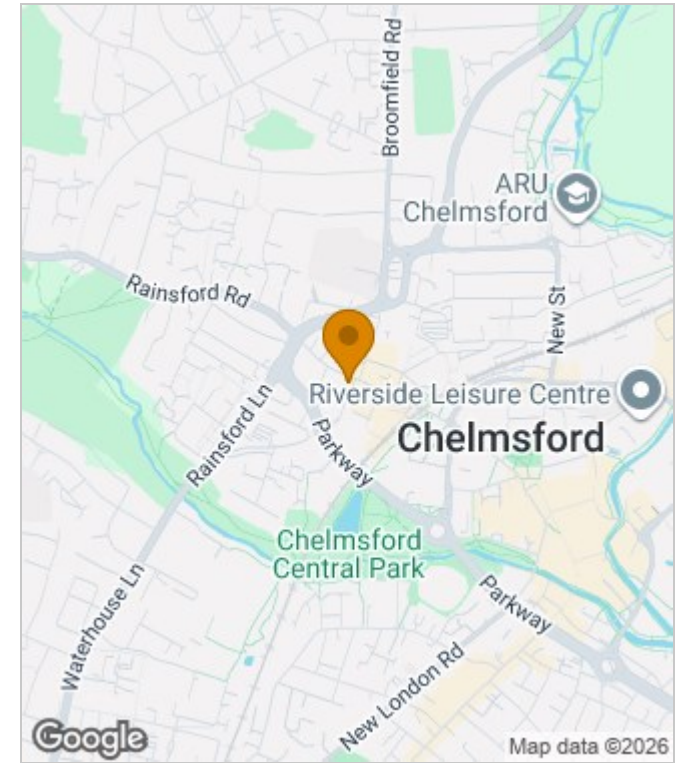 Broomfield Rd
ARU
Chelmsford
Rainsford Rd
New St
Riverside Leisure Centre
Rainsford Ln
Chelmsford
Parkway
Chelmsford
Central Park
Parkway
Waterhouse Ln
New London Rd
Google
Map data ©2026